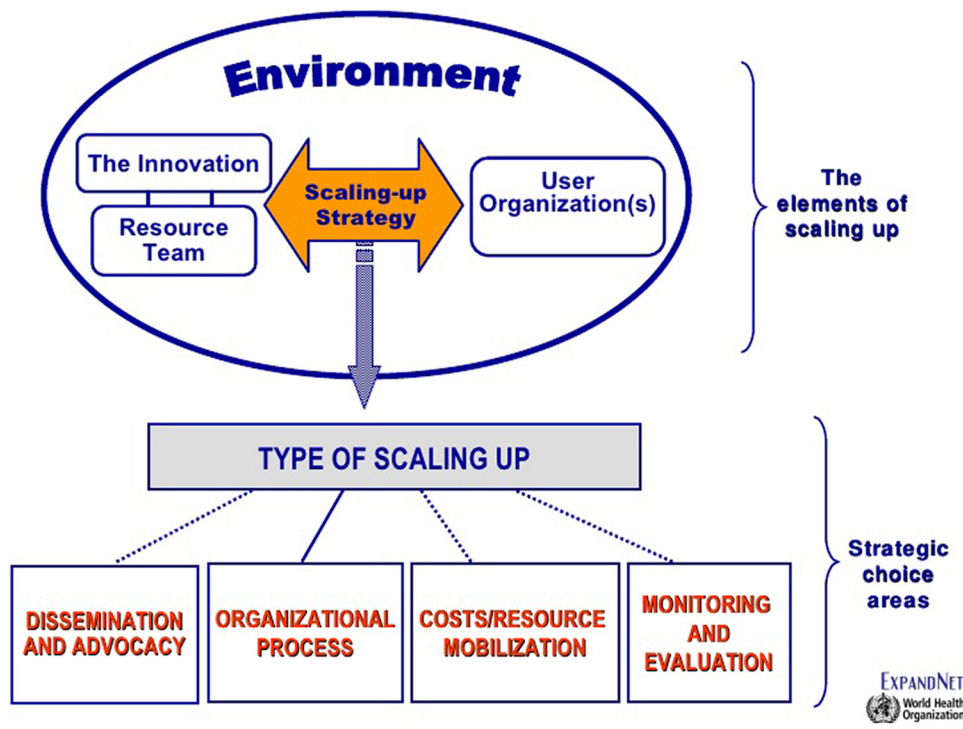 Environment
The Innovation
Resource
Team
Scaling-up
Strategy
User
Organization(s)
The
elements of
scaling up
TYPE OF SCALING UP
DISSEMINATION
AND ADVOCACY
ORGANIZATIONAL
PROCESS
COSTS/RESOURCE
MOBILIZATION
MONITORING
AND
EVALUATION
Strategic
choice
areas
EXPANDNET
World Health
Organization